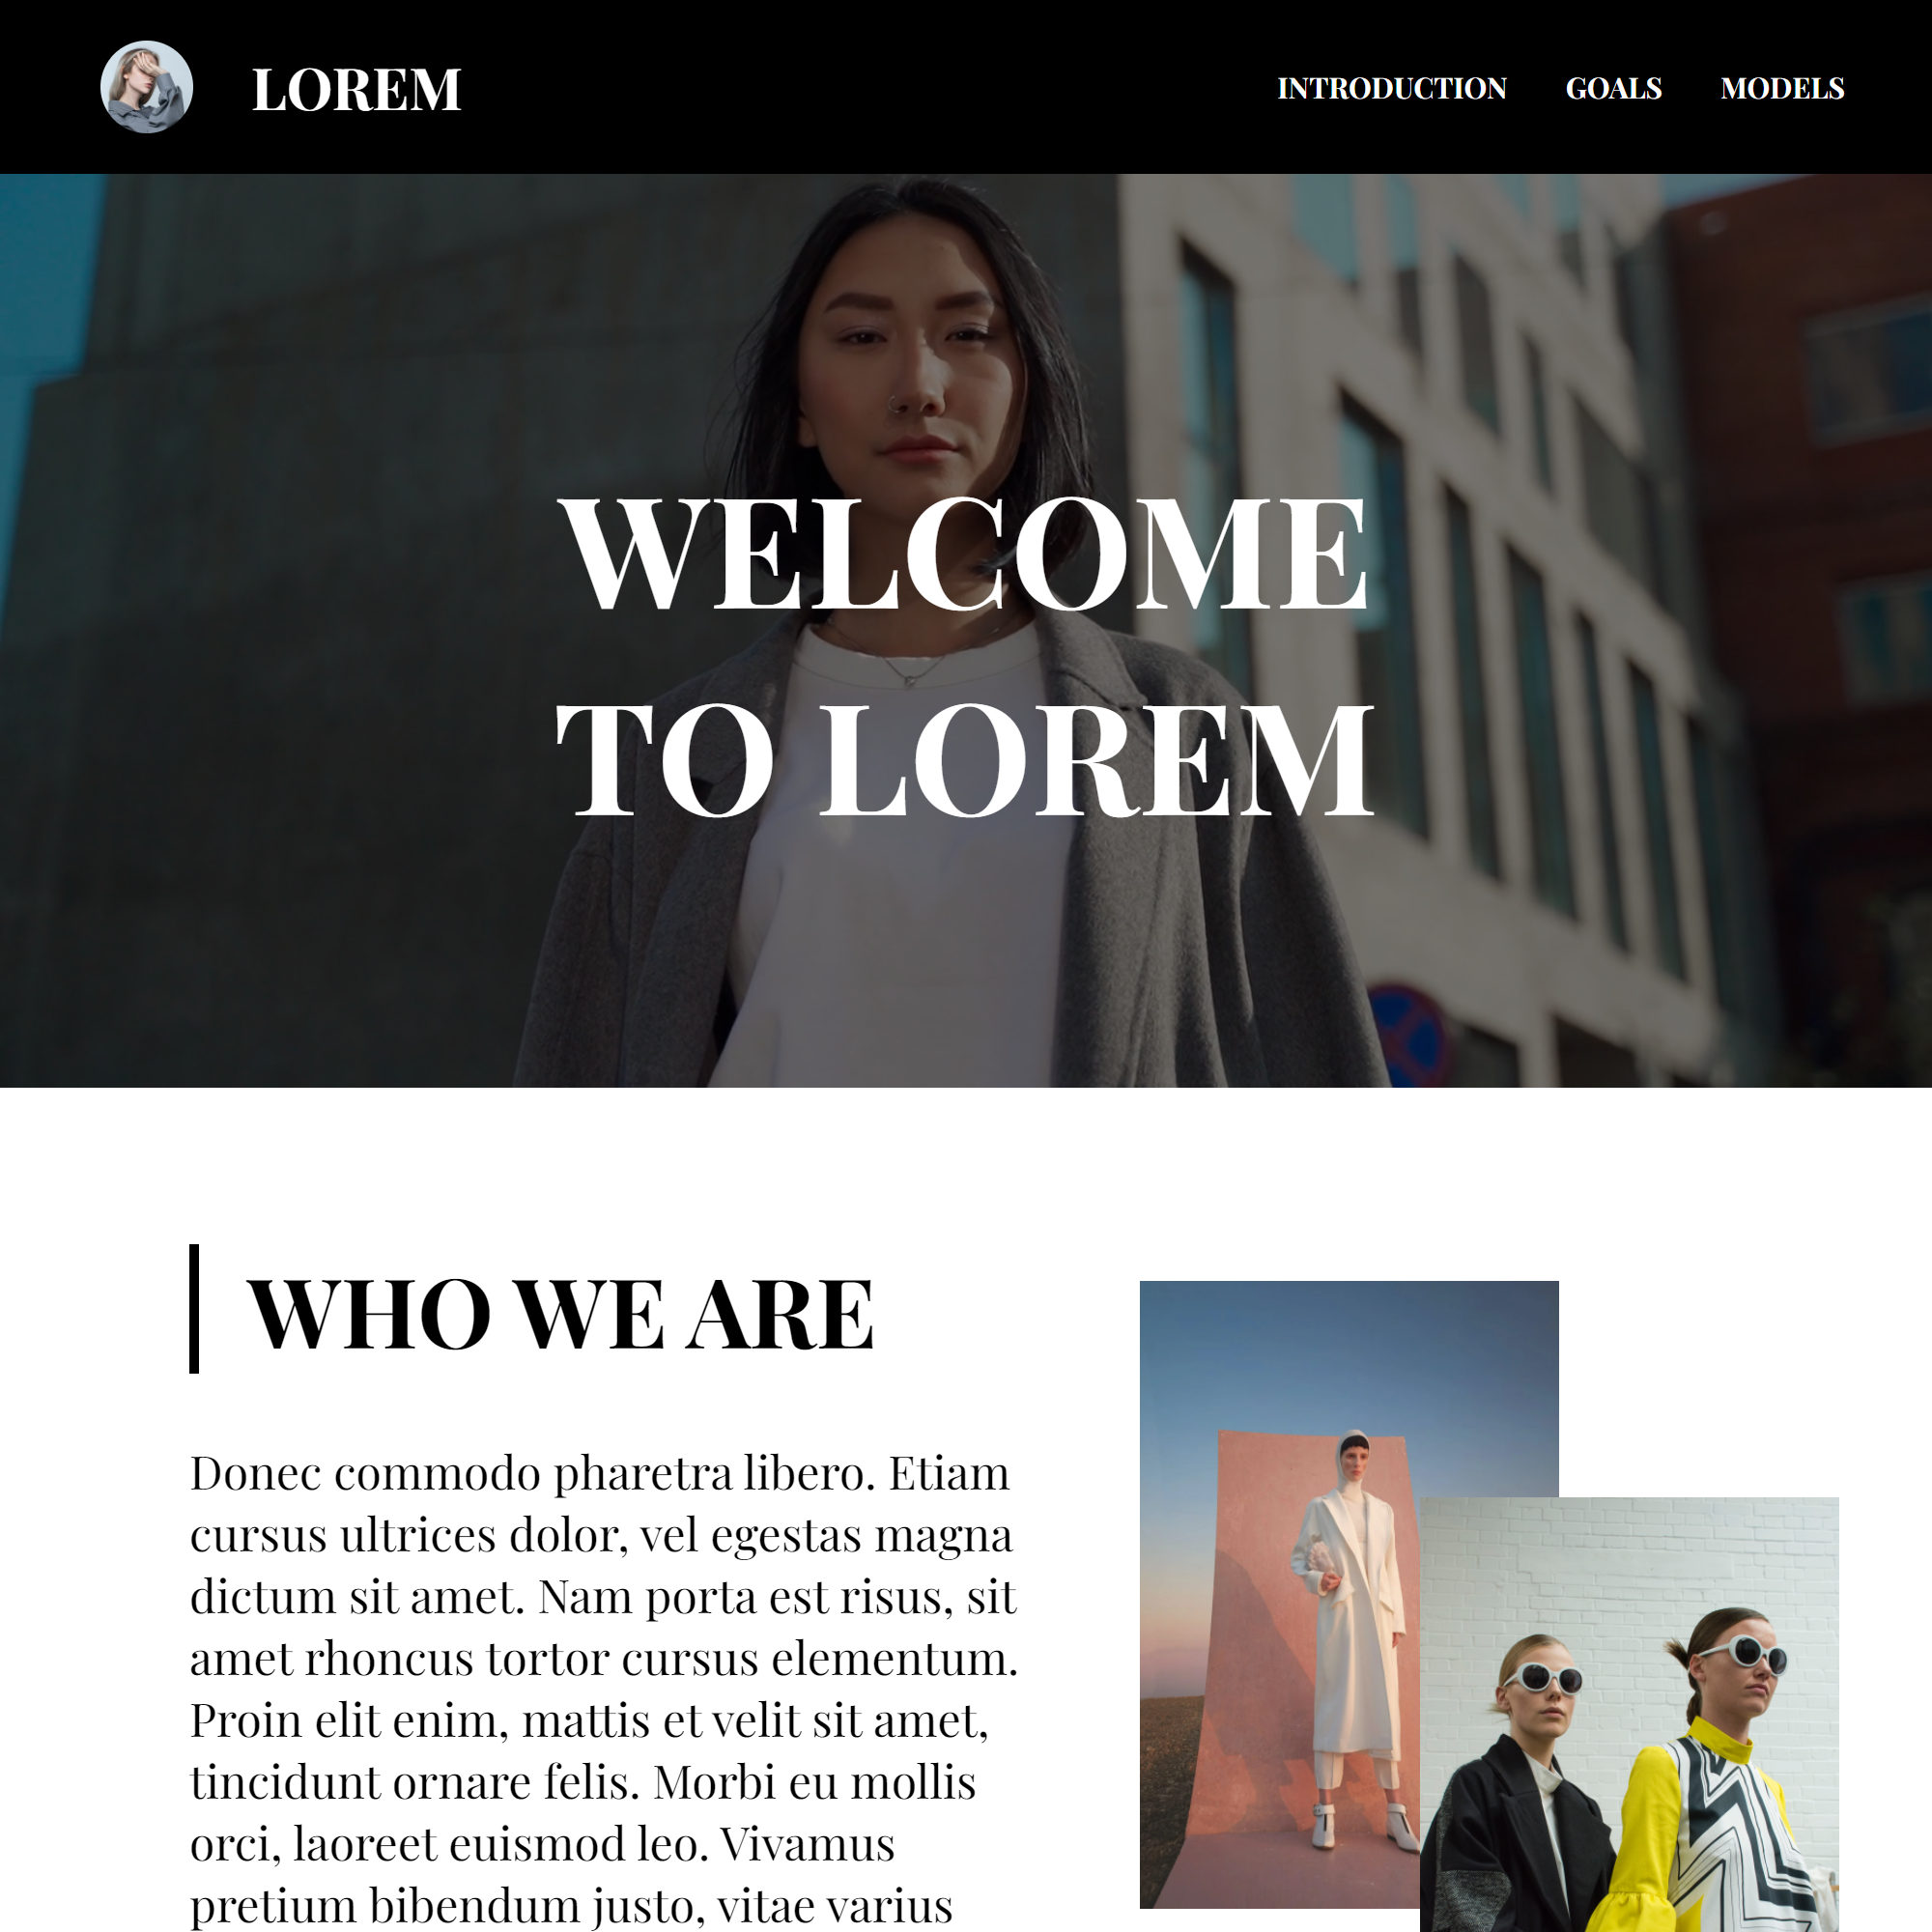 LOREM
INTRODUCTION GOALS MODELS
WELCOME
TO LOREM
WHO WE ARE
Donec commodo pharetra libero. Etiam
cursus ultrices dolor, vel egestas magna
dictum sit amet. Nam porta est risus, sit
amet rhoncus tortor cursus elementum.
Proin elit enim, mattis et velit sit amet,
tincidunt ornare felis. Morbi eu mollis
orci, laoreet euismod leo. Vivamus
pretium bibendum justo, vitae varius